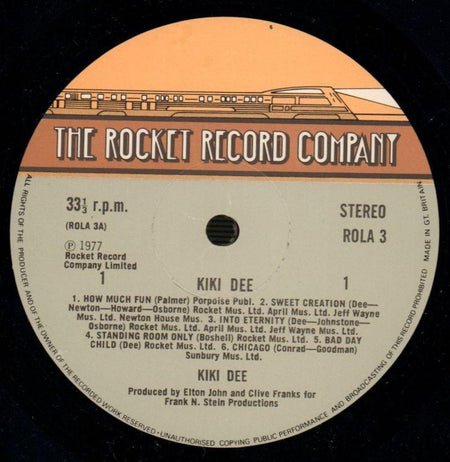 THE ROCKET RECORD COMPANY
33⅓ r.p.m.
STEREO
(ROLA 3A)
ROLA 3
℗ 1977
Rocket Record
Company Limited
1
KIKI DEE
1
1. HOW MUCH FUN (Palmer) Porpoise Publ. 2. SWEET CREATION (Dee—
Newton—Howard—Osborne) Rocket Mus. Ltd. April Mus. Ltd. Jeff Wayne
Mus. Ltd. Newton House Mus. 3. INTO ETERNITY (Dee—Johnstone—
Osborne) Rocket Mus. Ltd. April Mus. Ltd. Jeff Wayne Mus. Ltd.
4. STANDING ROOM ONLY (Boshell) Rocket Mus. Ltd. 5. BAD DAY
CHILD (Dee) Rocket Mus. Ltd. 6. CHICAGO (Conrad—Goodman)
Sunbury Mus. Ltd.
KIKI DEE
Produced by Elton John and Clive Franks for
Frank N. Stein Productions
ALL RIGHTS OF THE PRODUCER AND OF THE OWNER OF THE RECORDED WORK RESERVED • UNAUTHORISED COPYING PUBLIC PERFORMANCE AND BROADCASTING OF THIS RECORD PROHIBITED
MADE IN GT. BRITAIN